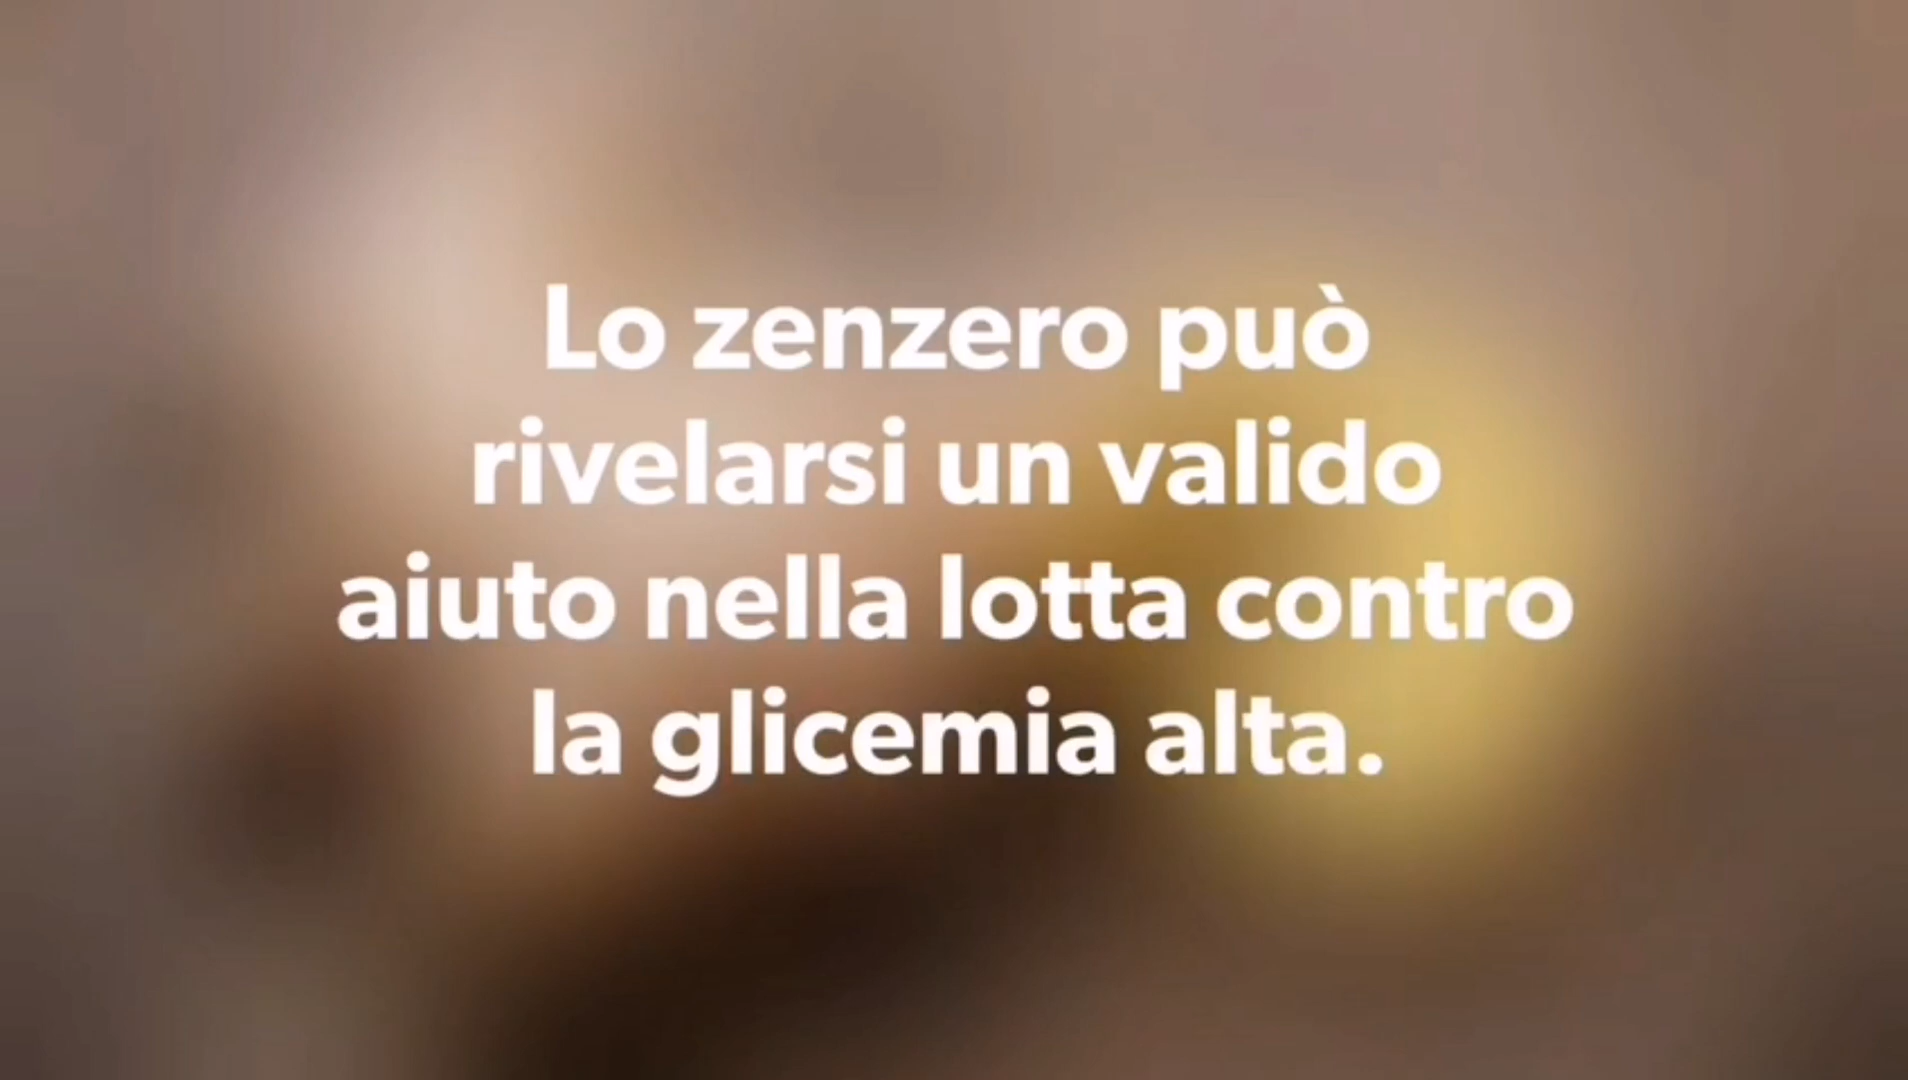 Lo zenzero può
rivelarsi un valido
aiuto nella lotta contro
la glicemia alta.